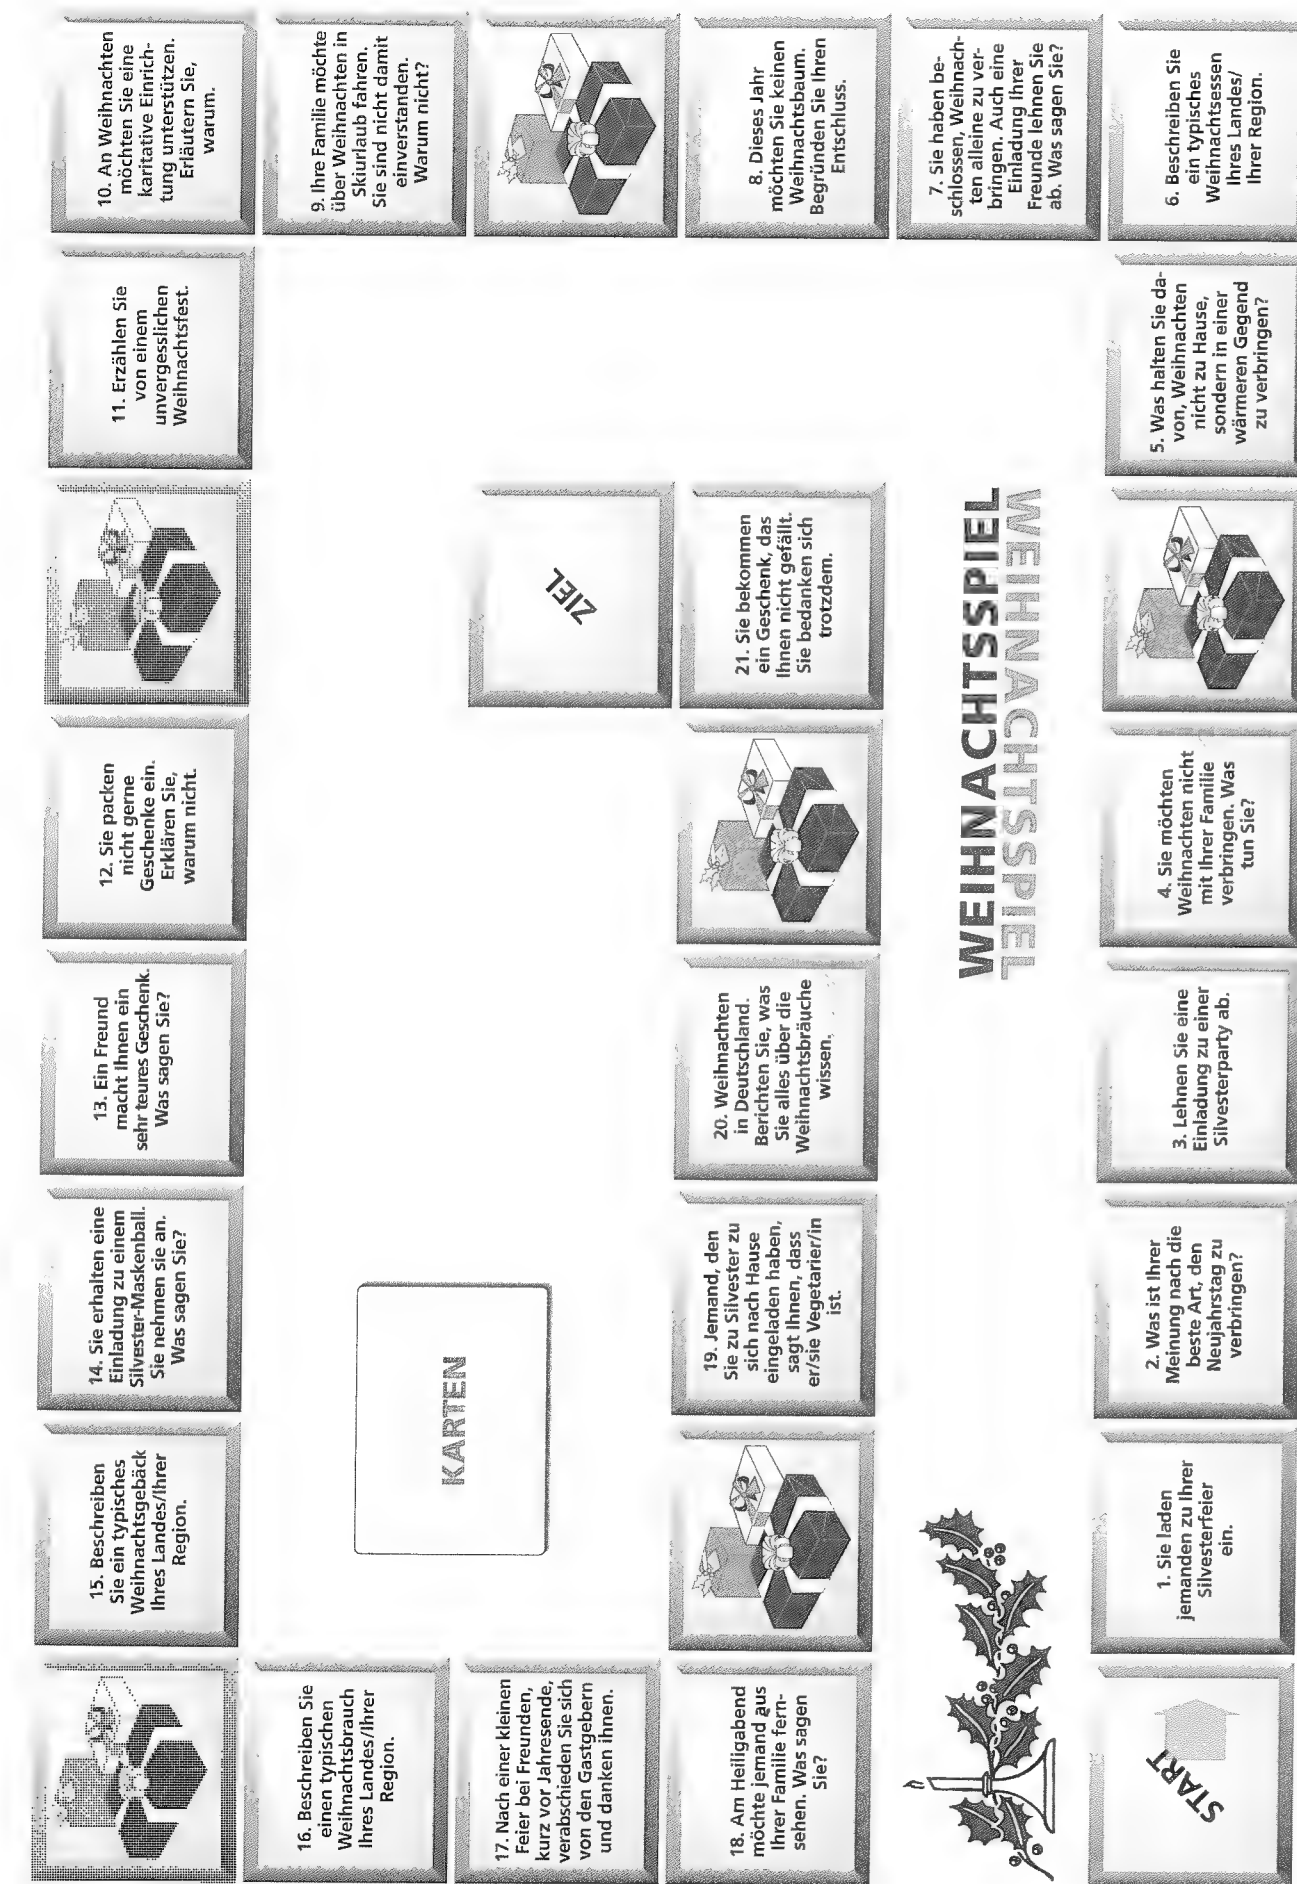 START
1. Sie laden
jemanden zu Ihrer
Silvesterfeier
ein.
2. Was ist Ihrer
Meinung nach die
beste Art, den
Neujahrstag zu
verbringen?
3. Lehnen Sie eine
Einladung zu einer
Silvesterparty ab.
4. Sie möchten
Weihnachten nicht
mit Ihrer Familie
verbringen. Was
tun Sie?
5. Was halten Sie da-
von, Weihnachten
nicht zu Hause,
sondern in einer
wärmeren Gegend
zu verbringen?
6. Beschreiben Sie
ein typisches
Weihnachtsessen
Ihres Landes/
Ihrer Region.
7. Sie haben be-
schlossen, Weihnach-
ten alleine zu ver-
bringen. Auch eine
Einladung Ihrer
Freunde lehnen Sie
ab. Was sagen Sie?
8. Dieses Jahr
möchten Sie keinen
Weihnachtsbaum.
Begründen Sie Ihren
Entschluss.
9. Ihre Familie möchte
über Weihnachten in
Skiurlaub fahren.
Sie sind nicht damit
einverstanden.
Warum nicht?
10. An Weihnachten
möchten Sie eine
karitative Einrich-
tung unterstützen.
Erläutern Sie,
warum.
11. Erzählen Sie
von einem
unvergesslichen
Weihnachtsfest.
12. Sie packen
nicht gerne
Geschenke ein.
Erklären Sie,
warum nicht.
13. Ein Freund
macht Ihnen ein
sehr teures Geschenk.
Was sagen Sie?
14. Sie erhalten eine
Einladung zu einem
Silvester-Maskenball.
Sie nehmen sie an.
Was sagen Sie?
15. Beschreiben
Sie ein typisches
Weihnachtsgebäck
Ihres Landes/Ihrer
Region.
16. Beschreiben Sie
einen typischen
Weihnachtsbrauch
Ihres Landes/Ihrer
Region.
17. Nach einer kleinen
Feier bei Freunden,
kurz vor Jahresende,
verabschieden Sie sich
von den Gastgebern
und danken ihnen.
18. Am Heiligabend
möchte jemand aus
Ihrer Familie fern-
sehen. Was sagen
Sie?
19. Jemand, den
Sie zu Silvester zu
sich nach Hause
eingeladen haben,
sagt Ihnen, dass
er/sie Vegetarier/in
ist.
20. Weihnachten
in Deutschland.
Berichten Sie, was
Sie alles über die
Weihnachtsbräuche
wissen.
21. Sie bekommen
ein Geschenk, das
Ihnen nicht gefällt.
Sie bedanken sich
trotzdem.
ZIEL
KARTEN
WEIHNACHTSSPIEL
WEIHNACHTSSPIEL